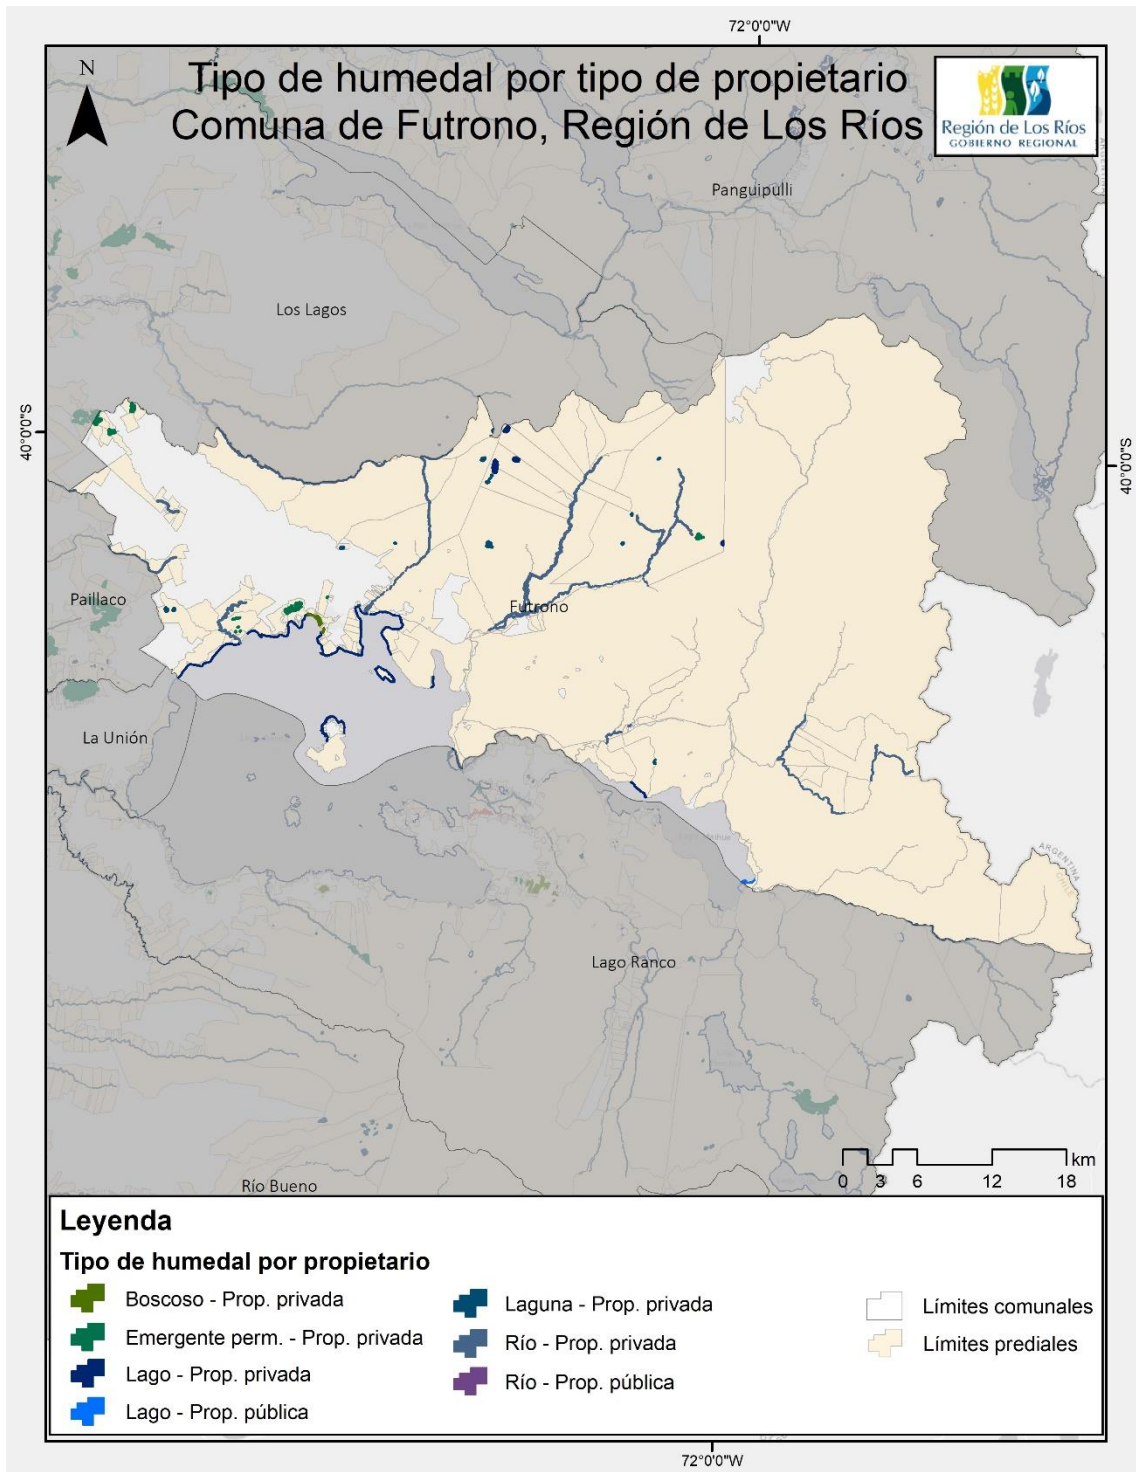 72°0'0"W
N
Tipo de humedal por tipo de propietario
Comuna de Futrono, Región de Los Ríos
Región de Los Ríos
GOBIERNO REGIONAL
Panguipulli
Los Lagos
40°0'0"S
40°0'0"S
Paillaco
Futrono
La Unión
ARGENTINA
CHILE
Lago Ranco
Río Bueno
km
0 3 6 12 18
Leyenda
Tipo de humedal por propietario
Boscoso - Prop. privada
Emergente perm. - Prop. privada
Lago - Prop. privada
Lago - Prop. pública
Laguna - Prop. privada
Río - Prop. privada
Río - Prop. pública
Límites comunales
Límites prediales
72°0'0"W